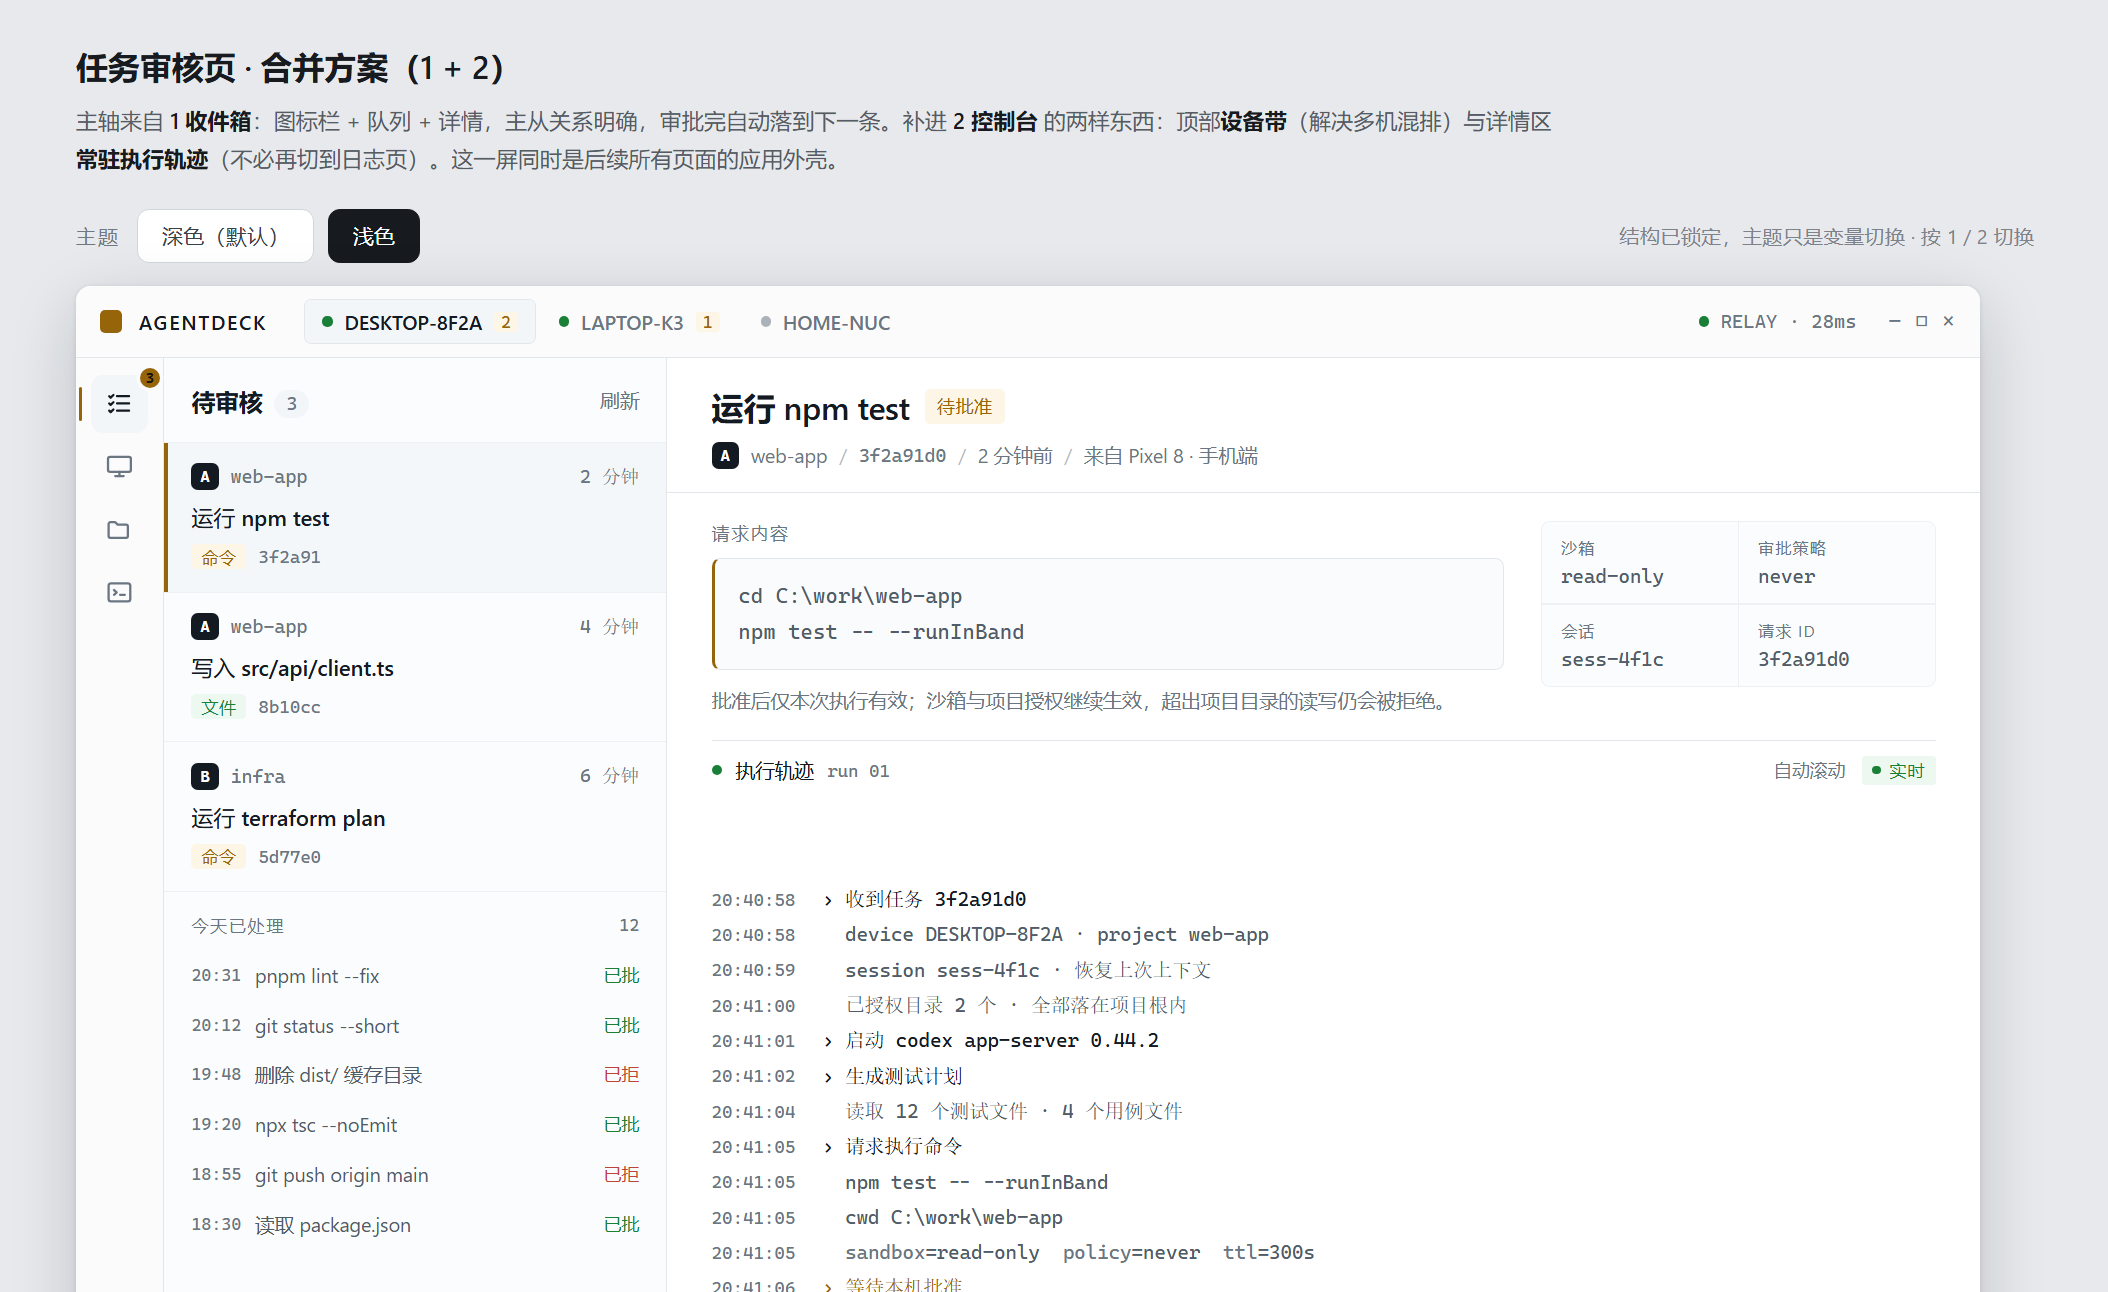 任务审核页 · 合并方案（1 + 2）
主轴来自 1 收件箱：图标栏 + 队列 + 详情，主从关系明确，审批完自动落到下一条。补进 2 控制台 的两样东西：顶部设备带（解决多机混排）与详情区
常驻执行轨迹（不必再切到日志页）。这一屏同时是后续所有页面的应用外壳。
主题 深色（默认） 浅色 结构已锁定，主题只是变量切换 · 按 1 / 2 切换
AGENTDECK DESKTOP-8F2A 2 LAPTOP-K3 1 HOME-NUC RELAY · 28ms
3
待审核 3 刷新
A web-app 2 分钟
运行 npm test
命令 3f2a91
A web-app 4 分钟
写入 src/api/client.ts
文件 8b10cc
B infra 6 分钟
运行 terraform plan
命令 5d77e0
今天已处理 12
20:31 pnpm lint --fix 已批
20:12 git status --short 已批
19:48 删除 dist/ 缓存目录 已拒
19:20 npx tsc --noEmit 已批
18:55 git push origin main 已拒
18:30 读取 package.json 已批
运行 npm test 待批准
A web-app / 3f2a91d0 / 2 分钟前 / 来自 Pixel 8 · 手机端
请求内容
cd C:\work\web-app
npm test -- --runInBand
批准后仅本次执行有效；沙箱与项目授权继续生效，超出项目目录的读写仍会被拒绝。
沙箱 审批策略
read-only never
会话 请求 ID
sess-4f1c 3f2a91d0
执行轨迹 run 01 自动滚动 实时
20:40:58 › 收到任务 3f2a91d0
20:40:58 device DESKTOP-8F2A · project web-app
20:40:59 session sess-4f1c · 恢复上次上下文
20:41:00 已授权目录 2 个 · 全部落在项目根内
20:41:01 › 启动 codex app-server 0.44.2
20:41:02 › 生成测试计划
20:41:04 读取 12 个测试文件 · 4 个用例文件
20:41:05 › 请求执行命令
20:41:05 npm test -- --runInBand
20:41:05 cwd C:\work\web-app
20:41:05 sandbox=read-only policy=never ttl=300s
20:41:06 › 等待本机批准